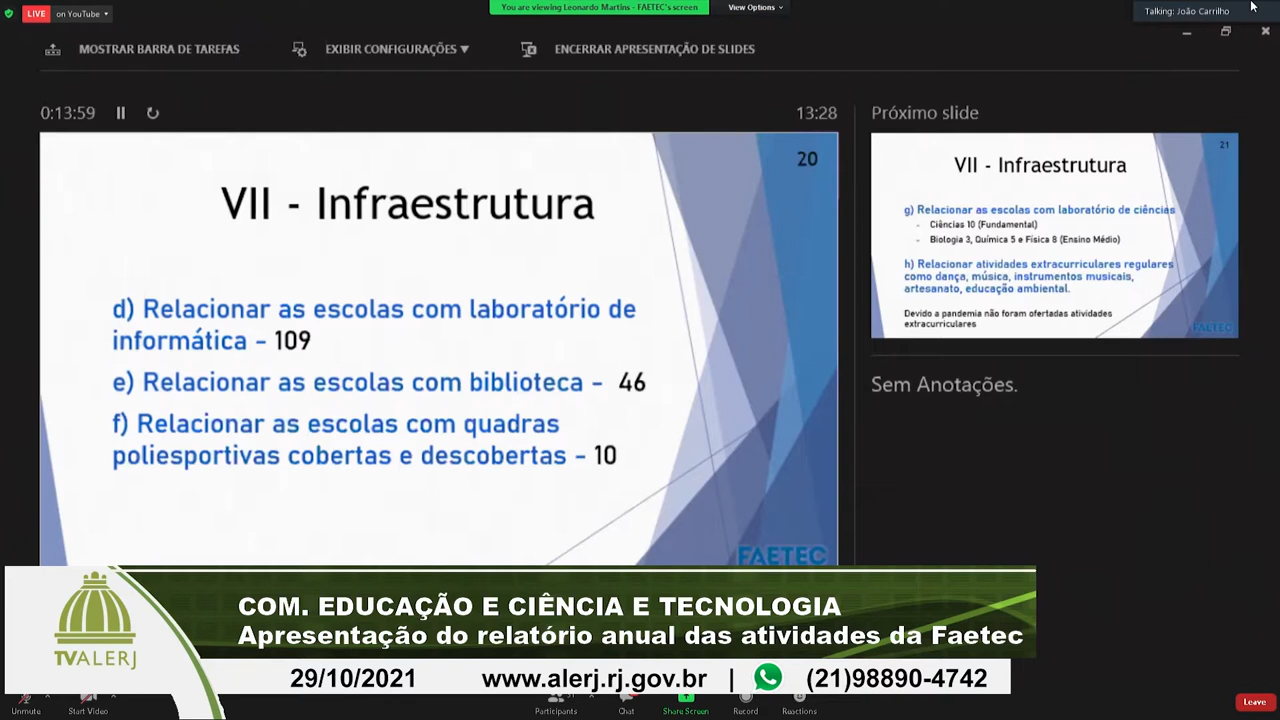 LIVE on YouTube
You are viewing Leonardo Martins - FAETEC's screen
View Options
Talking: João Carrilho
MOSTRAR BARRA DE TAREFAS
EXIBIR CONFIGURAÇÕES
ENCERRAR APRESENTAÇÃO DE SLIDES
0:13:59
13:28
20
VII - Infraestrutura
d) Relacionar as escolas com laboratório de
informática - 109
e) Relacionar as escolas com biblioteca - 46
f) Relacionar as escolas com quadras
poliesportivas cobertas e descobertas - 10
FAETEC
Próximo slide
21
VII - Infraestrutura
g) Relacionar as escolas com laboratório de ciências
- Ciências 10 (Fundamental)
- Biologia 3, Química 5 e Física 8 (Ensino Médio)
h) Relacionar atividades extracurriculares regulares
como dança, música, instrumentos musicais,
artesanato, educação ambiental.
Devido a pandemia não foram ofertadas atividades
extracurriculares
FAETEC
Sem Anotações.
COM. EDUCAÇÃO E CIÊNCIA E TECNOLOGIA
Apresentação do relatório anual das atividades da Faetec
TVALERJ
29/10/2021 www.alerj.rj.gov.br | (21)98890-4742
Unmute
Start Video
Participants
Chat
Share Screen
Record
Reactions
Leave